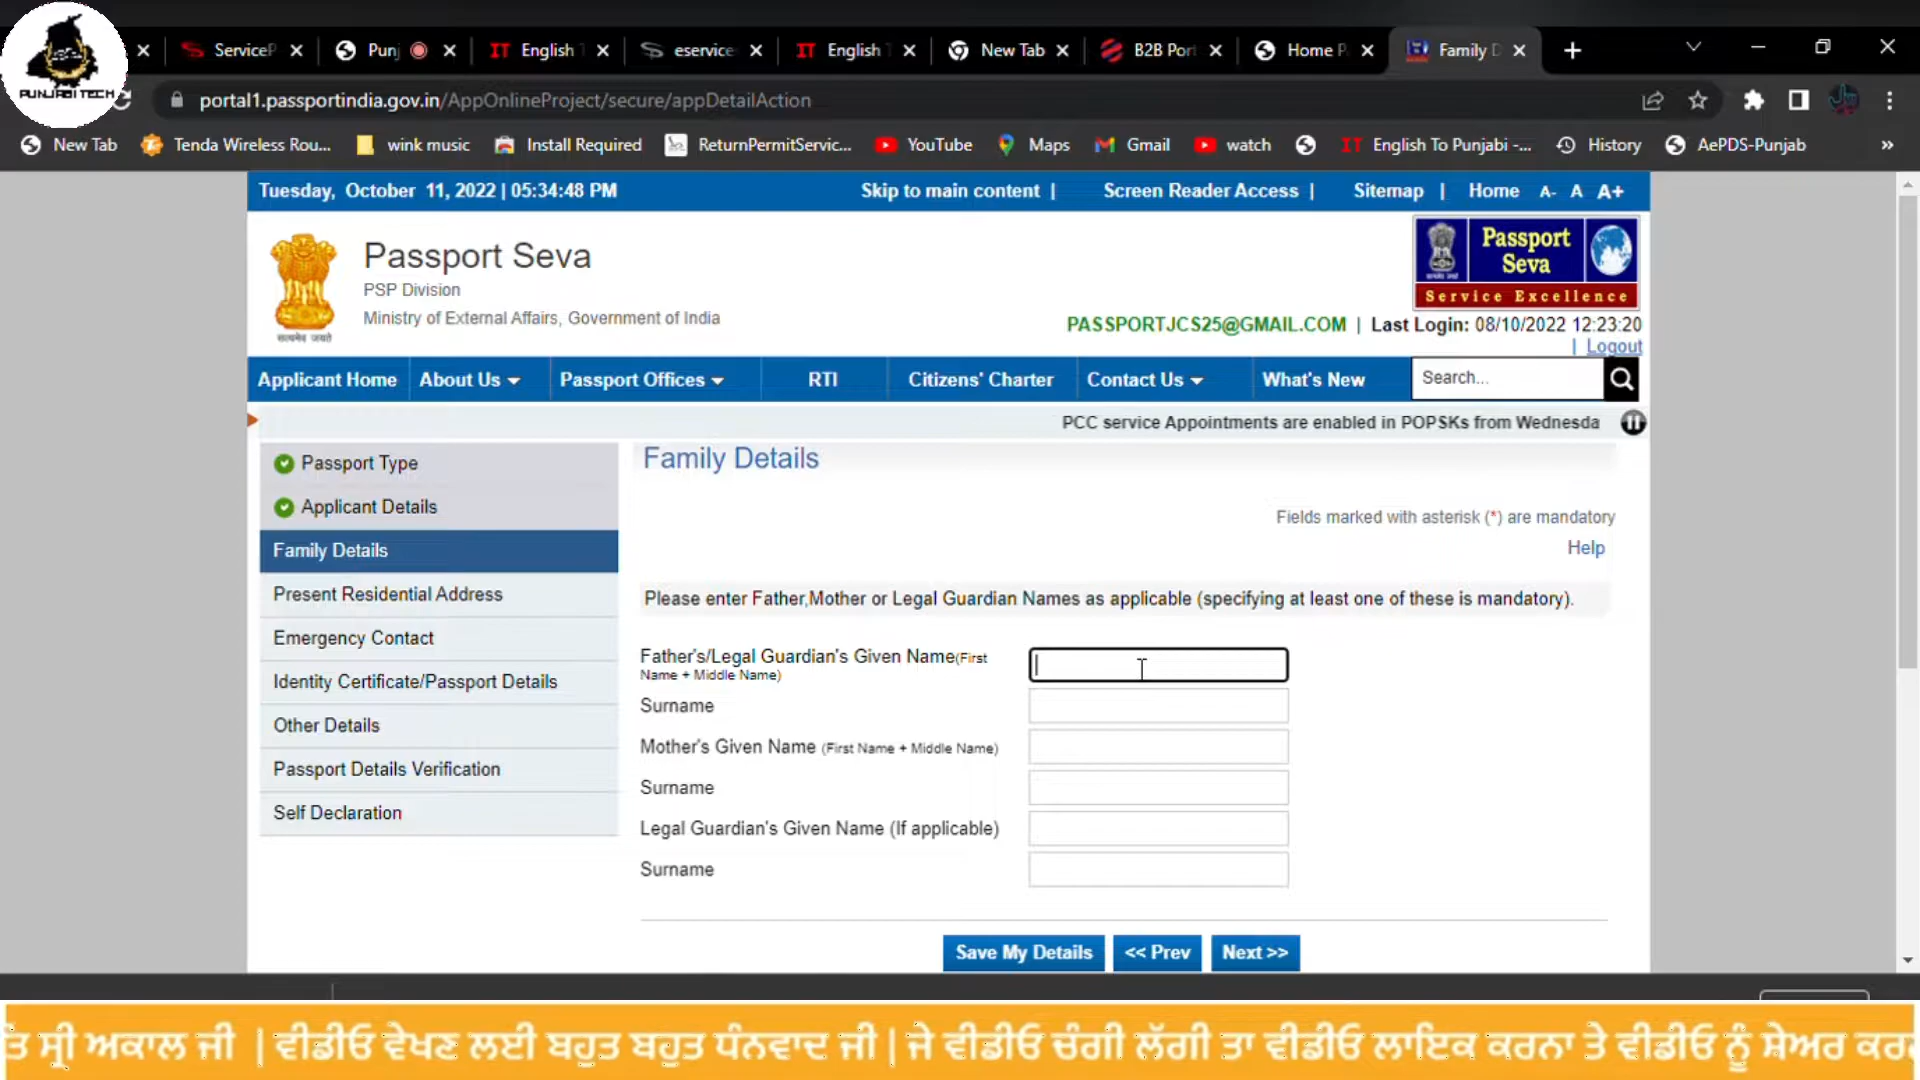 PUNJABI TECH
ServiceP
Punj
English
eservice
English
New Tab
B2B Por
Home P
Family D
portal1.passportindia.gov.in/AppOnlineProject/secure/appDetailAction
New Tab
Tenda Wireless Rou...
wink music
Install Required
ReturnPermitServic...
YouTube
Maps
Gmail
watch
English To Punjabi -...
History
AePDS-Punjab
»
Tuesday, October 11, 2022 | 05:34:48 PM
Skip to main content |
Screen Reader Access |
Sitemap |
Home A- A A+
Passport Seva
PSP Division
Ministry of External Affairs, Government of India
सत्यमेव जयते
Passport Seva
Service Excellence
PASSPORTJCS25@GMAIL.COM | Last Login: 08/10/2022 12:23:20
| Logout
Applicant Home
About Us
Passport Offices
RTI
Citizens' Charter
Contact Us
What's New
Search...
PCC service Appointments are enabled in POPSKs from Wednesda
Passport Type
Applicant Details
Family Details
Present Residential Address
Emergency Contact
Identity Certificate/Passport Details
Other Details
Passport Details Verification
Self Declaration
Family Details
Fields marked with asterisk (*) are mandatory
Help
Please enter Father,Mother or Legal Guardian Names as applicable (specifying at least one of these is mandatory).
Father's/Legal Guardian's Given Name(First
Name + Middle Name)
Surname
Mother's Given Name (First Name + Middle Name)
Surname
Legal Guardian's Given Name (If applicable)
Surname
Save My Details
<< Prev
Next >>
ਸ੍ਰੀ ਅਕਾਲ ਜੀ | ਵੀਡੀਓ ਵੇਖਣ ਲਈ ਬਹੁਤ ਬਹੁਤ ਧੰਨਵਾਦ ਜੀ | ਜੇ ਵੀਡੀਓ ਚੰਗੀ ਲੱਗੀ ਤਾ ਵੀਡੀਓ ਲਾਇਕ ਕਰਨਾ ਤੇ ਵੀਡੀਓ ਨੂੰ ਸ਼ੇਅਰ ਕਰ